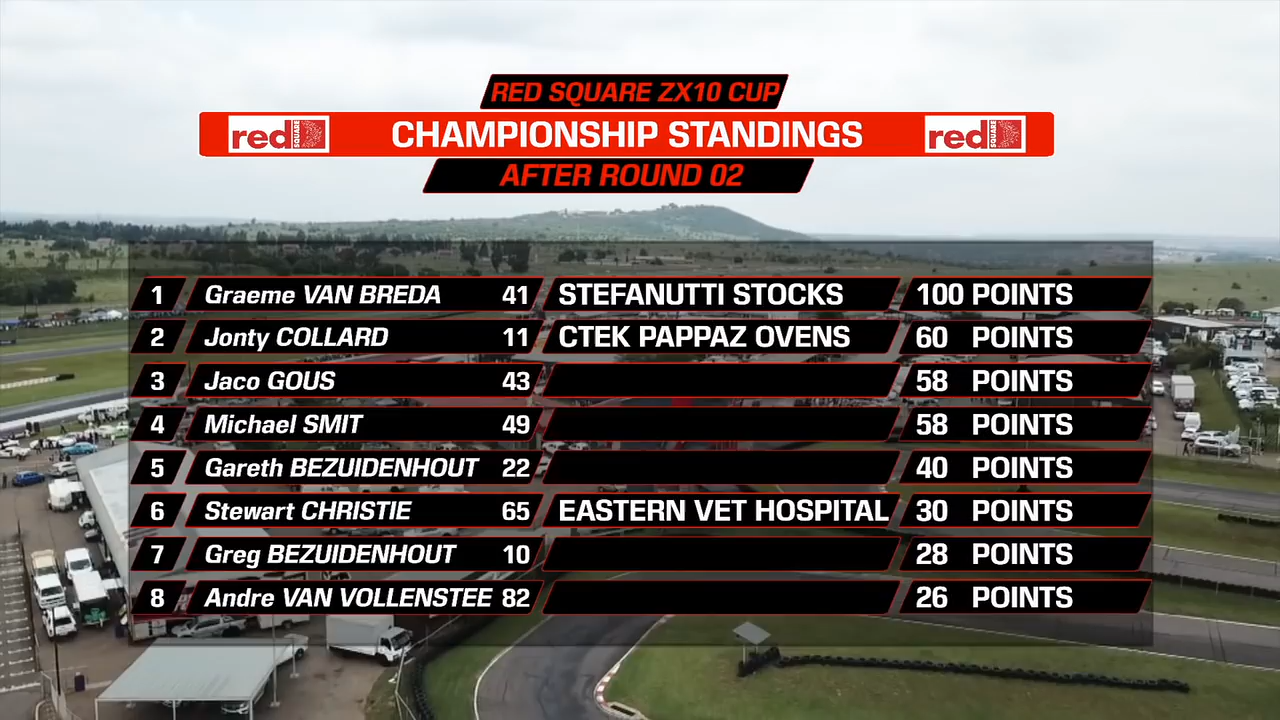 RED SQUARE ZX10 CUP
red SQUARE CHAMPIONSHIP STANDINGS red SQUARE
AFTER ROUND 02
1 Graeme VAN BREDA 41 STEFANUTTI STOCKS 100 POINTS
2 Jonty COLLARD 11 CTEK PAPPAZ OVENS 60 POINTS
3 Jaco GOUS 43 58 POINTS
4 Michael SMIT 49 58 POINTS
5 Gareth BEZUIDENHOUT 22 40 POINTS
6 Stewart CHRISTIE 65 EASTERN VET HOSPITAL 30 POINTS
7 Greg BEZUIDENHOUT 10 28 POINTS
8 Andre VAN VOLLENSTEE 82 26 POINTS